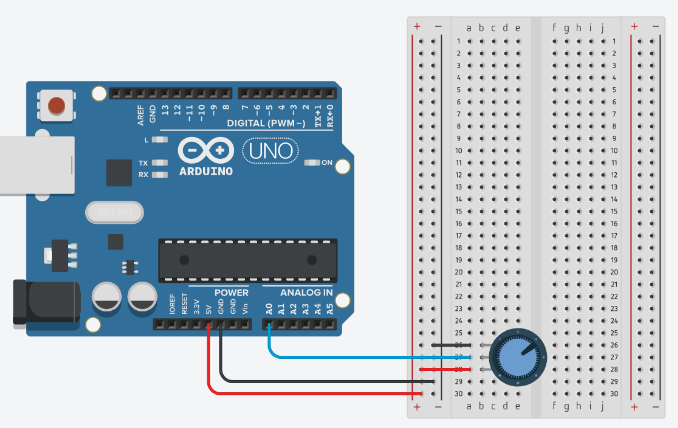 + − a b c d e f g h i j + −
1 1
2 2
3 3
4 4
5 5
6 6
7 7
8 8
9 9
10 10
11 11
12 12
13 13
14 14
15 15
16 16
17 17
18 18
19 19
20 20
21 21
22 22
23 23
24 24
25 25
26 26
27 27
28 28
29 29
30 30
+ − a b c d e f g h i j + −
AREF
GND
13
12
~11
~10
~9
8
7
~6
~5
4
~3
2
TX→1
RX←0
DIGITAL (PWM~)
L
TX
RX
UNO
ON
ARDUINO
POWER
ANALOG IN
IOREF
RESET
3.3V
5V
GND
GND
Vin
A0
A1
A2
A3
A4
A5